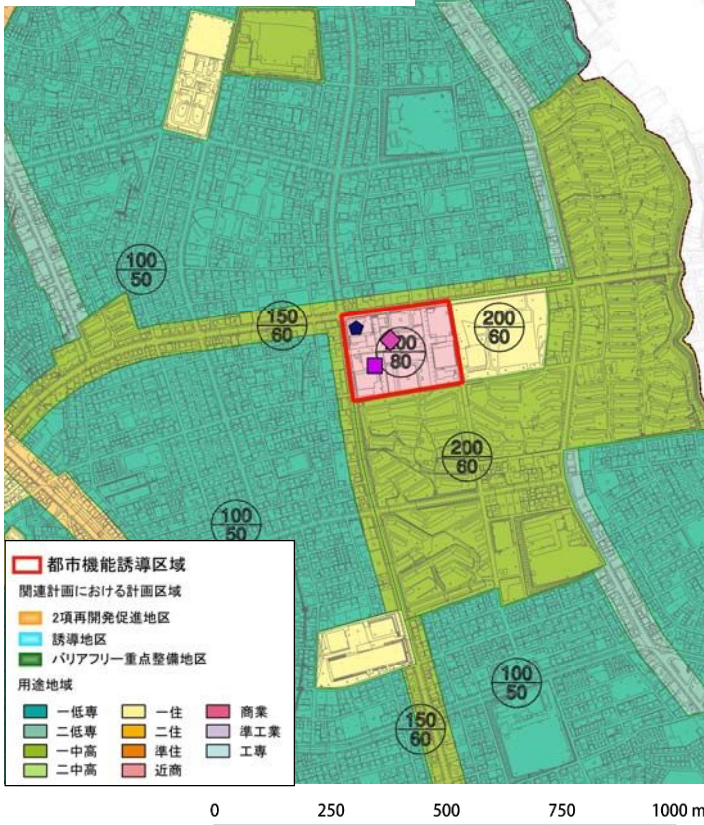 100
50
150
60
200
60
00
80
200
60
100
50
100
50
150
60
都市機能誘導区域
関連計画における計画区域
2項再開発促進地区
誘導地区
バリアフリー重点整備地区
用途地域
一低専 一住 商業
二低専 二住 準工業
一中高 準住 工専
二中高 近商
0 250 500 750 1000 m